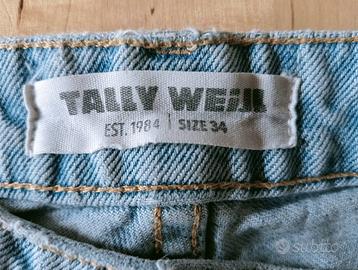 TALLY WEiJL
EST. 1984 | SIZE 34
subito